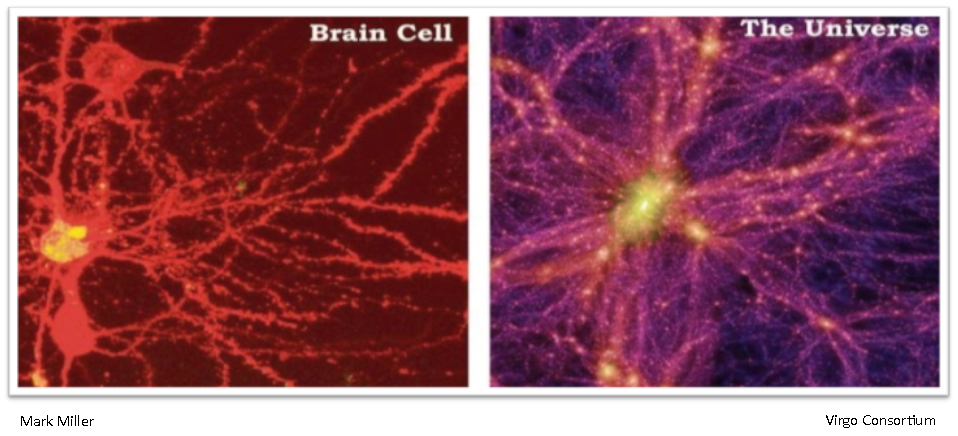 Brain Cell
The Universe
Mark Miller
Virgo Consortium